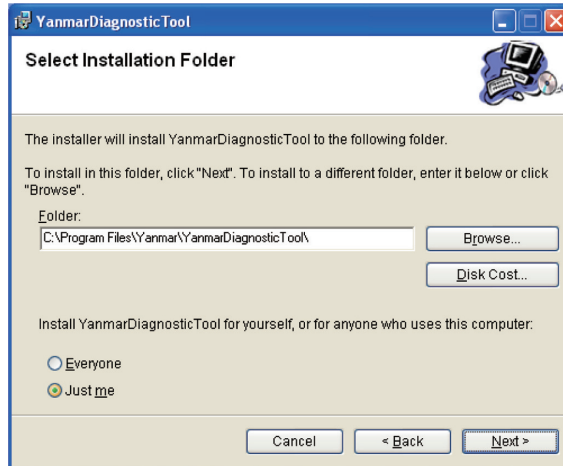 YanmarDiagnosticTool
Select Installation Folder
The installer will install YanmarDiagnosticTool to the following folder.
To install in this folder, click "Next". To install to a different folder, enter it below or click
"Browse".
Folder:
C:\Program Files\Yanmar\YanmarDiagnosticTool\
Browse...
Disk Cost...
Install YanmarDiagnosticTool for yourself, or for anyone who uses this computer:
Everyone
Just me
Cancel
< Back
Next >